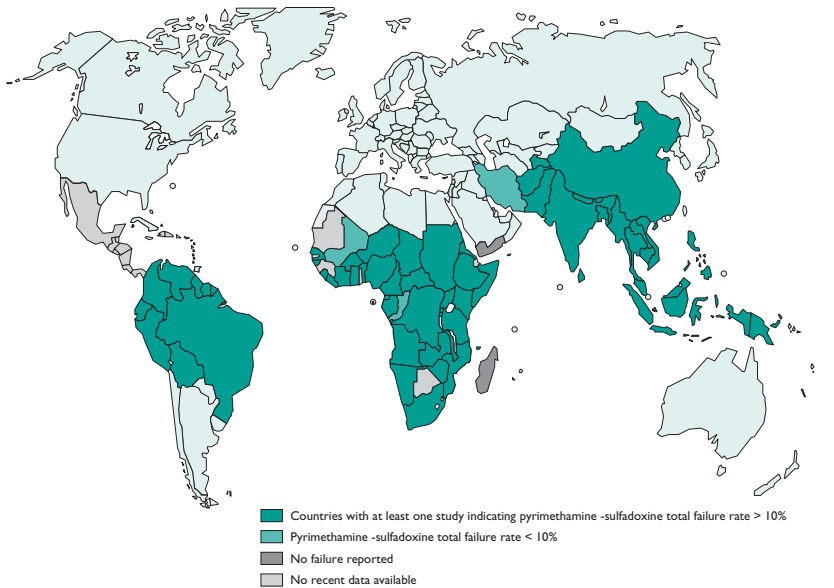 Countries with at least one study indicating pyrimethamine -sulfadoxine total failure rate > 10%
Pyrimethamine -sulfadoxine total failure rate < 10%
No failure reported
No recent data available